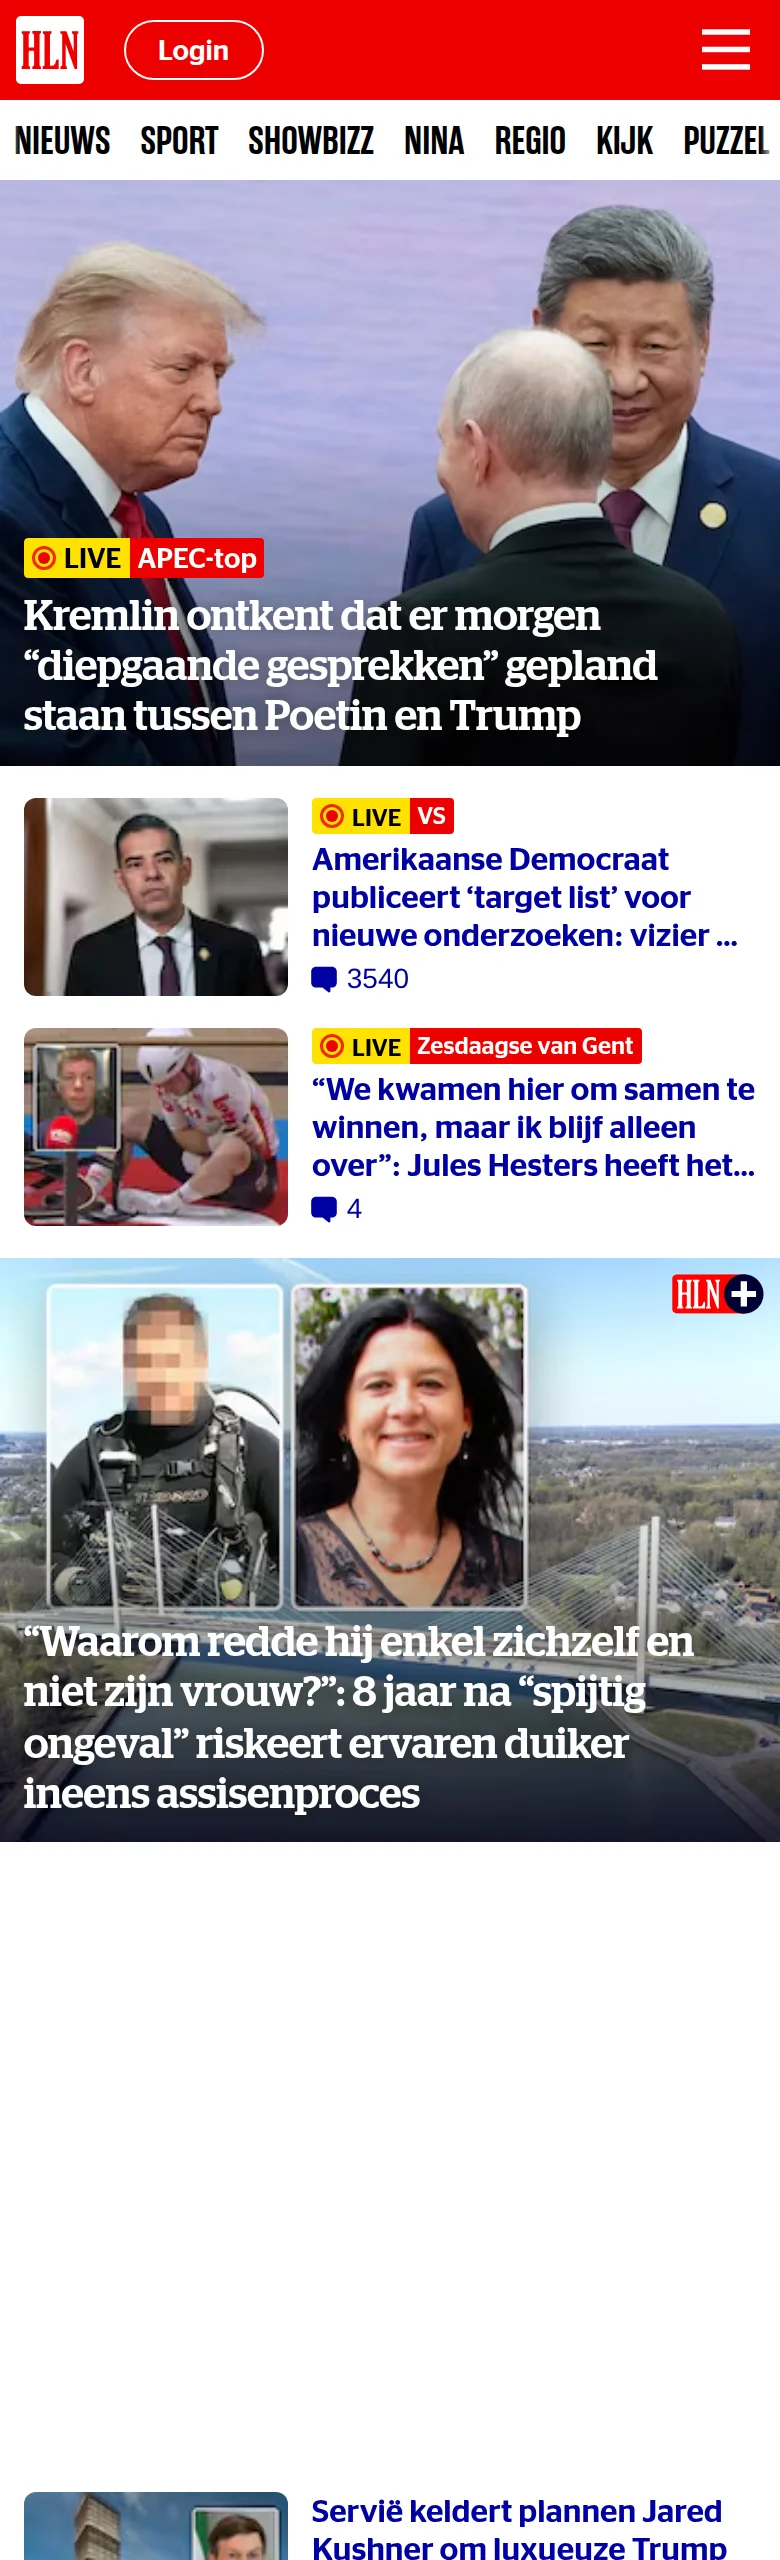 HLN
Login
NIEUWS SPORT SHOWBIZZ NINA REGIO KIJK PUZZEL
LIVE APEC-top
Kremlin ontkent dat er morgen
“diepgaande gesprekken” gepland
staan tussen Poetin en Trump
LIVE VS
Amerikaanse Democraat
publiceert ‘target list’ voor
nieuwe onderzoeken: vizier ...
3540
LIVE Zesdaagse van Gent
“We kwamen hier om samen te
winnen, maar ik blijf alleen
over”: Jules Hesters heeft het...
4
HLN+
“Waarom redde hij enkel zichzelf en
niet zijn vrouw?”: 8 jaar na “spijtig
ongeval” riskeert ervaren duiker
ineens assisenproces
Servië keldert plannen Jared
Kushner om luxueuze Trump